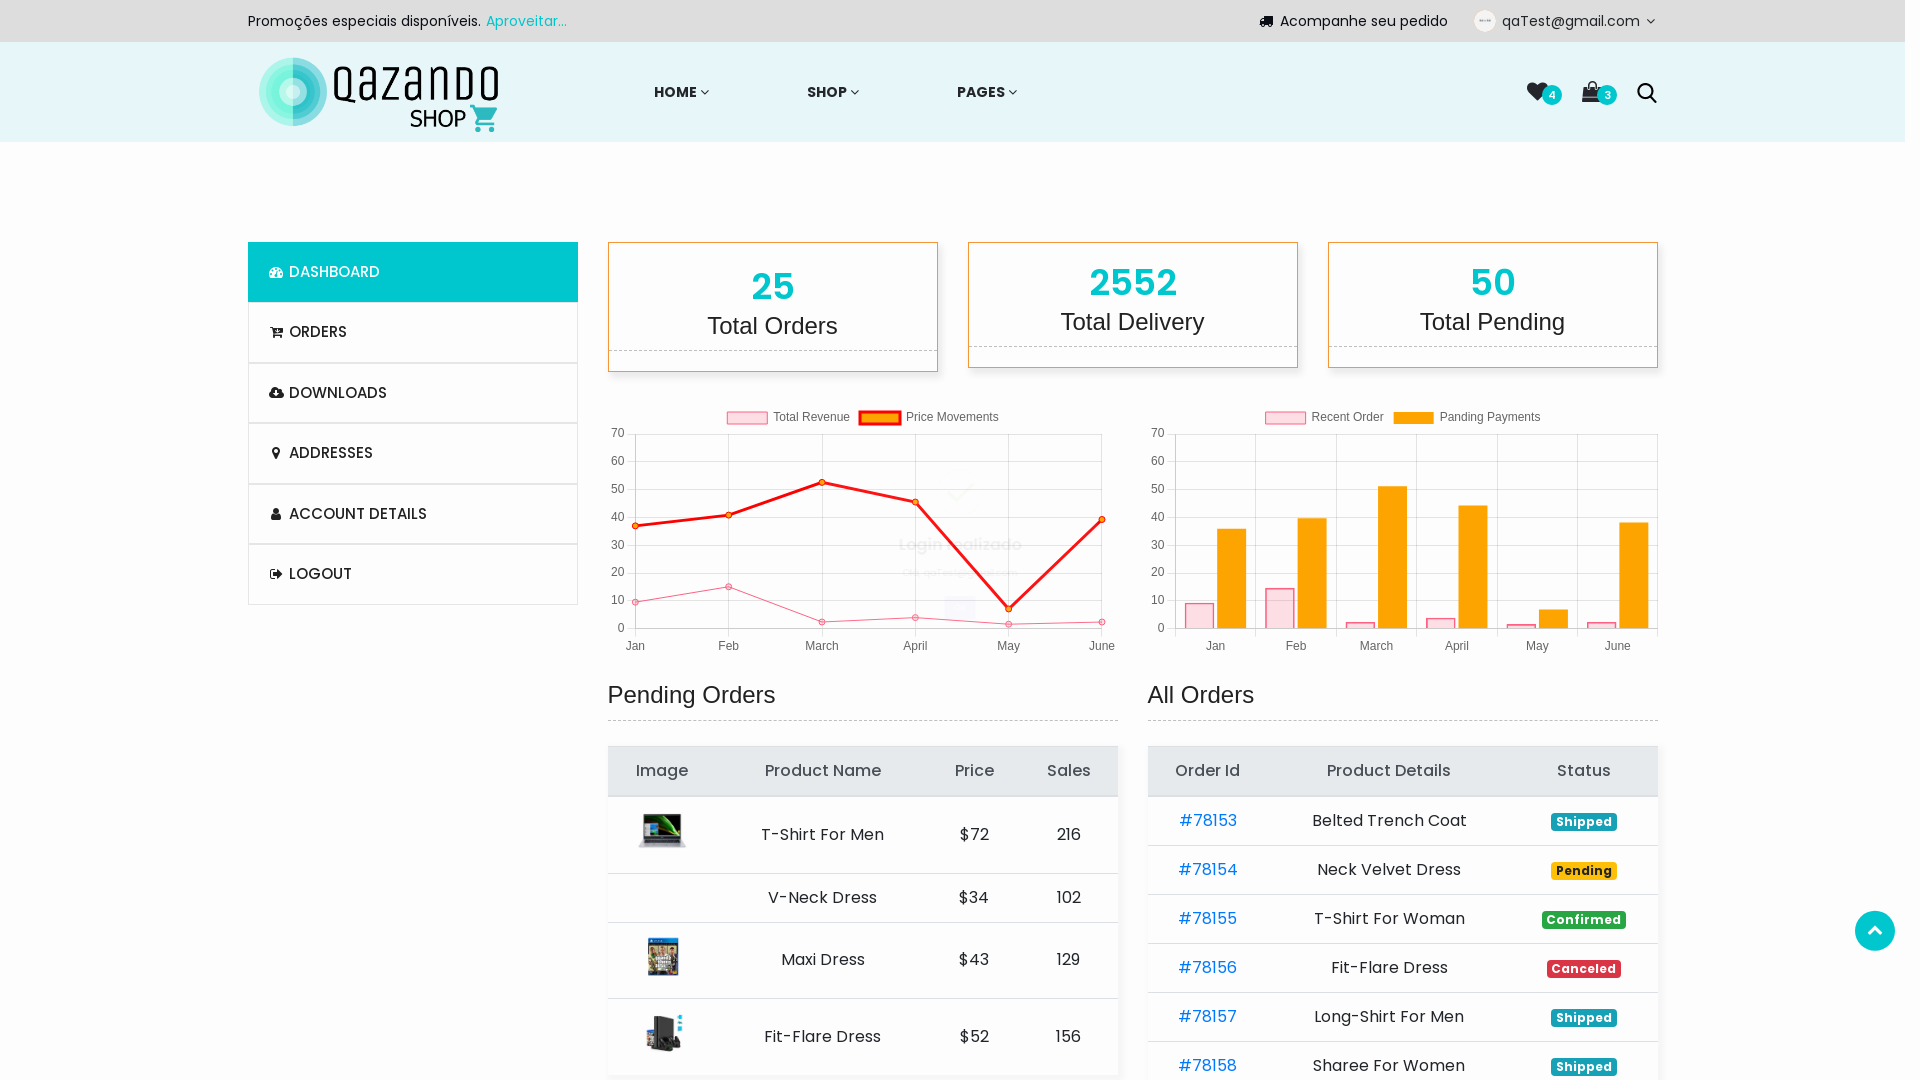 Promoções especiais disponíveis. Aproveitar...
Acompanhe seu pedido
qaTest@gmail.com
QAZANDO
SHOP
HOME
SHOP
PAGES
4
3
DASHBOARD
ORDERS
DOWNLOADS
ADDRESSES
ACCOUNT DETAILS
LOGOUT
25
Total Orders
2552
Total Delivery
50
Total Pending
Total Revenue Price Movements
70
60
50
40
30
20
10
0
Jan Feb March April May June
Login realizado
Recent Order Panding Payments
70
60
50
40
30
20
10
0
Jan Feb March April May June
Pending Orders
Image Product Name Price Sales
T-Shirt For Men $72 216
V-Neck Dress $34 102
Maxi Dress $43 129
Fit-Flare Dress $52 156
All Orders
Order Id Product Details Status
#78153 Belted Trench Coat Shipped
#78154 Neck Velvet Dress Pending
#78155 T-Shirt For Woman Confirmed
#78156 Fit-Flare Dress Canceled
#78157 Long-Shirt For Men Shipped
#78158 Sharee For Women Shipped